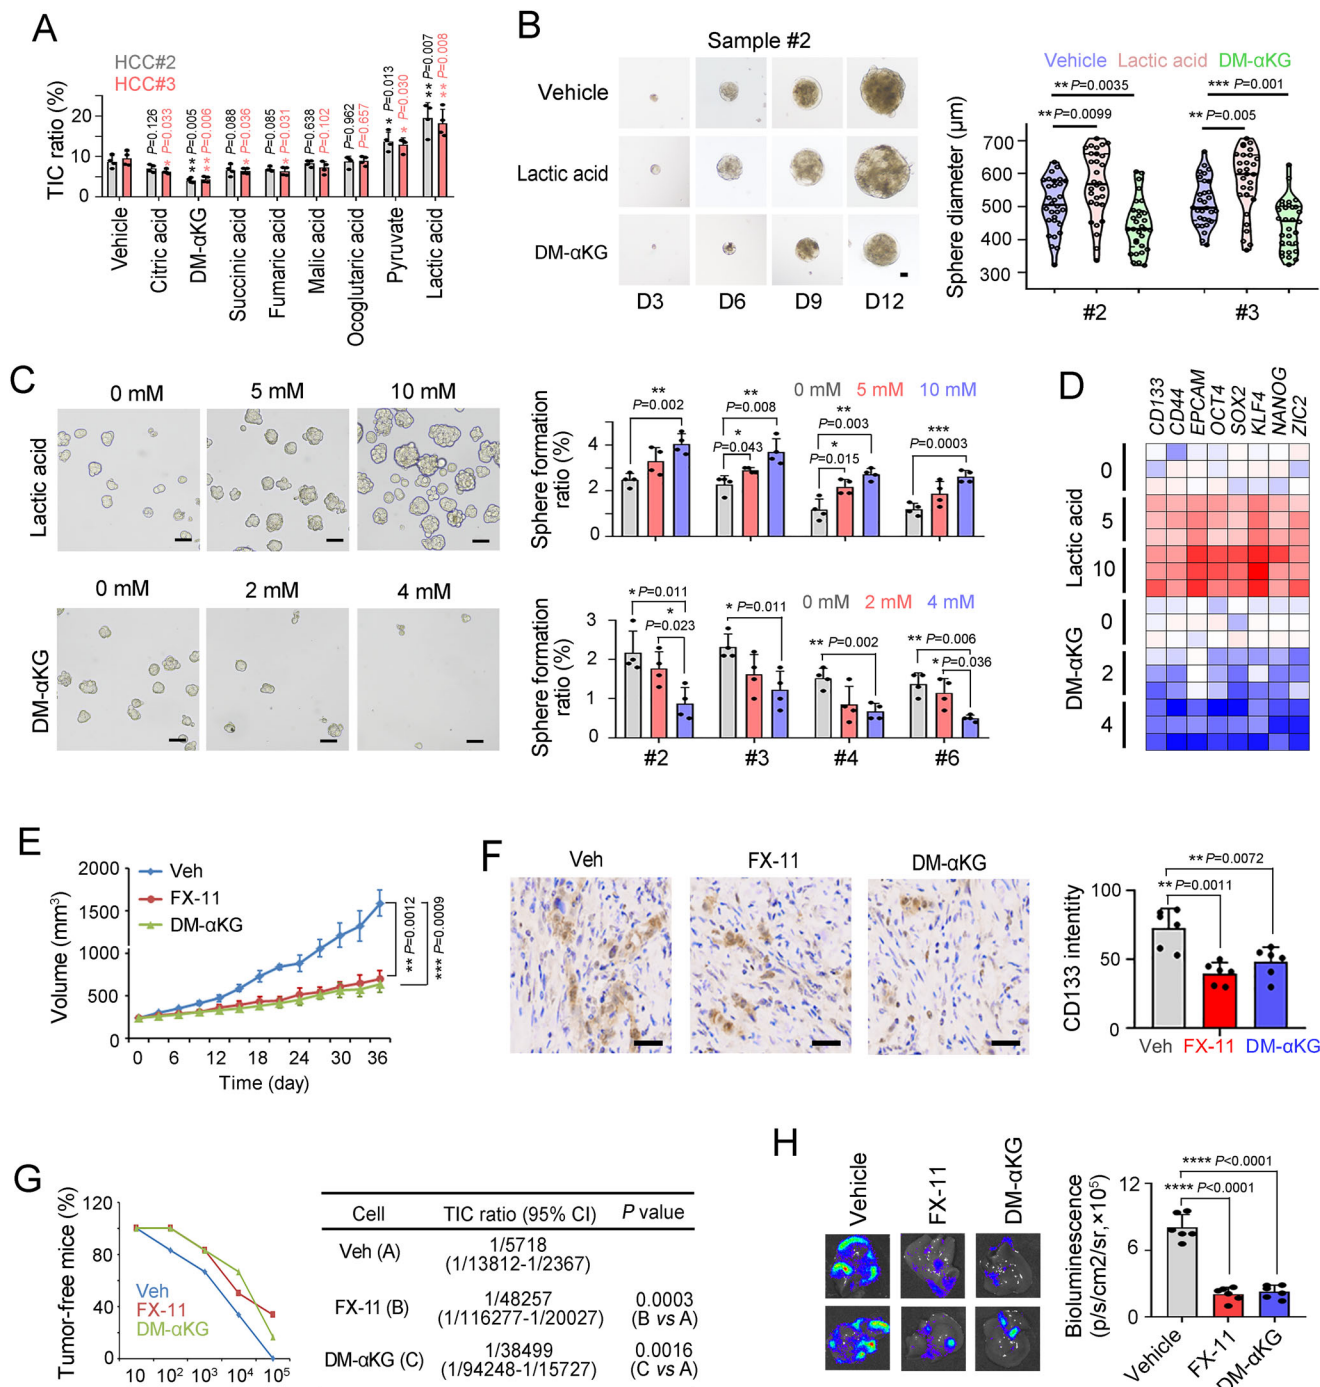 A
HCC#2
HCC#3
TIC ratio (%)
20
10
0
P=0.126
P=0.033
*
P=0.005
**
P=0.006
**
P=0.088
P=0.036
*
P=0.085
P=0.031
*
P=0.638
P=0.102
P=0.962
P=0.657
* P=0.013
* P=0.030
** P=0.007
** P=0.008
Vehicle
Citric acid
DM-αKG
Succinic acid
Fumaric acid
Malic acid
Ocoglutaric acid
Pyruvate
Lactic acid
B
Sample #2
Vehicle
Lactic acid
DM-αKG
D3 D6 D9 D12
Vehicle Lactic acid DM-αKG
** P=0.0035
** P=0.0099
*** P=0.001
** P=0.005
Sphere diameter (μm)
700
600
500
400
300
#2 #3
C
0 mM 5 mM 10 mM
Lactic acid
0 mM 2 mM 4 mM
DM-αKG
0 mM 5 mM 10 mM
Sphere formation
ratio (%)
4
2
0
**
P=0.002
**
P=0.008
*
P=0.043
**
P=0.003
*
P=0.015
***
P=0.0003
0 mM 2 mM 4 mM
Sphere formation
ratio (%)
3
2
1
0
* P=0.011
*
P=0.023
* P=0.011
** P=0.002
** P=0.006
* P=0.036
#2 #3 #4 #6
D
CD133
CD44
EPCAM
OCT4
SOX2
KLF4
NANOG
ZIC2
Lactic acid
0
5
10
DM-αKG
0
2
4
E
Veh
FX-11
DM-αKG
Volume (mm³)
2000
1500
1000
500
0
** P=0.0012
*** P=0.0009
0 6 12 18 24 30 36
Time (day)
F
Veh FX-11 DM-αKG
CD133 intentity
100
50
0
** P=0.0072
** P=0.0011
Veh FX-11 DM-αKG
G
Tumor-free mice (%)
120
80
40
0
Veh
FX-11
DM-αKG
10 10² 10³ 10⁴ 10⁵
Cell TIC ratio (95% CI) P value
Veh (A) 1/5718
(1/13812-1/2367)
FX-11 (B) 1/48257 0.0003
(1/116277-1/20027) (B vs A)
DM-αKG (C) 1/38499 0.0016
(1/94248-1/15727) (C vs A)
H
Vehicle
FX-11
DM-αKG
Bioluminescence
(p/s/cm2/sr,×10⁵)
12
6
0
**** P<0.0001
**** P<0.0001
Vehicle
FX-11
DM-αKG